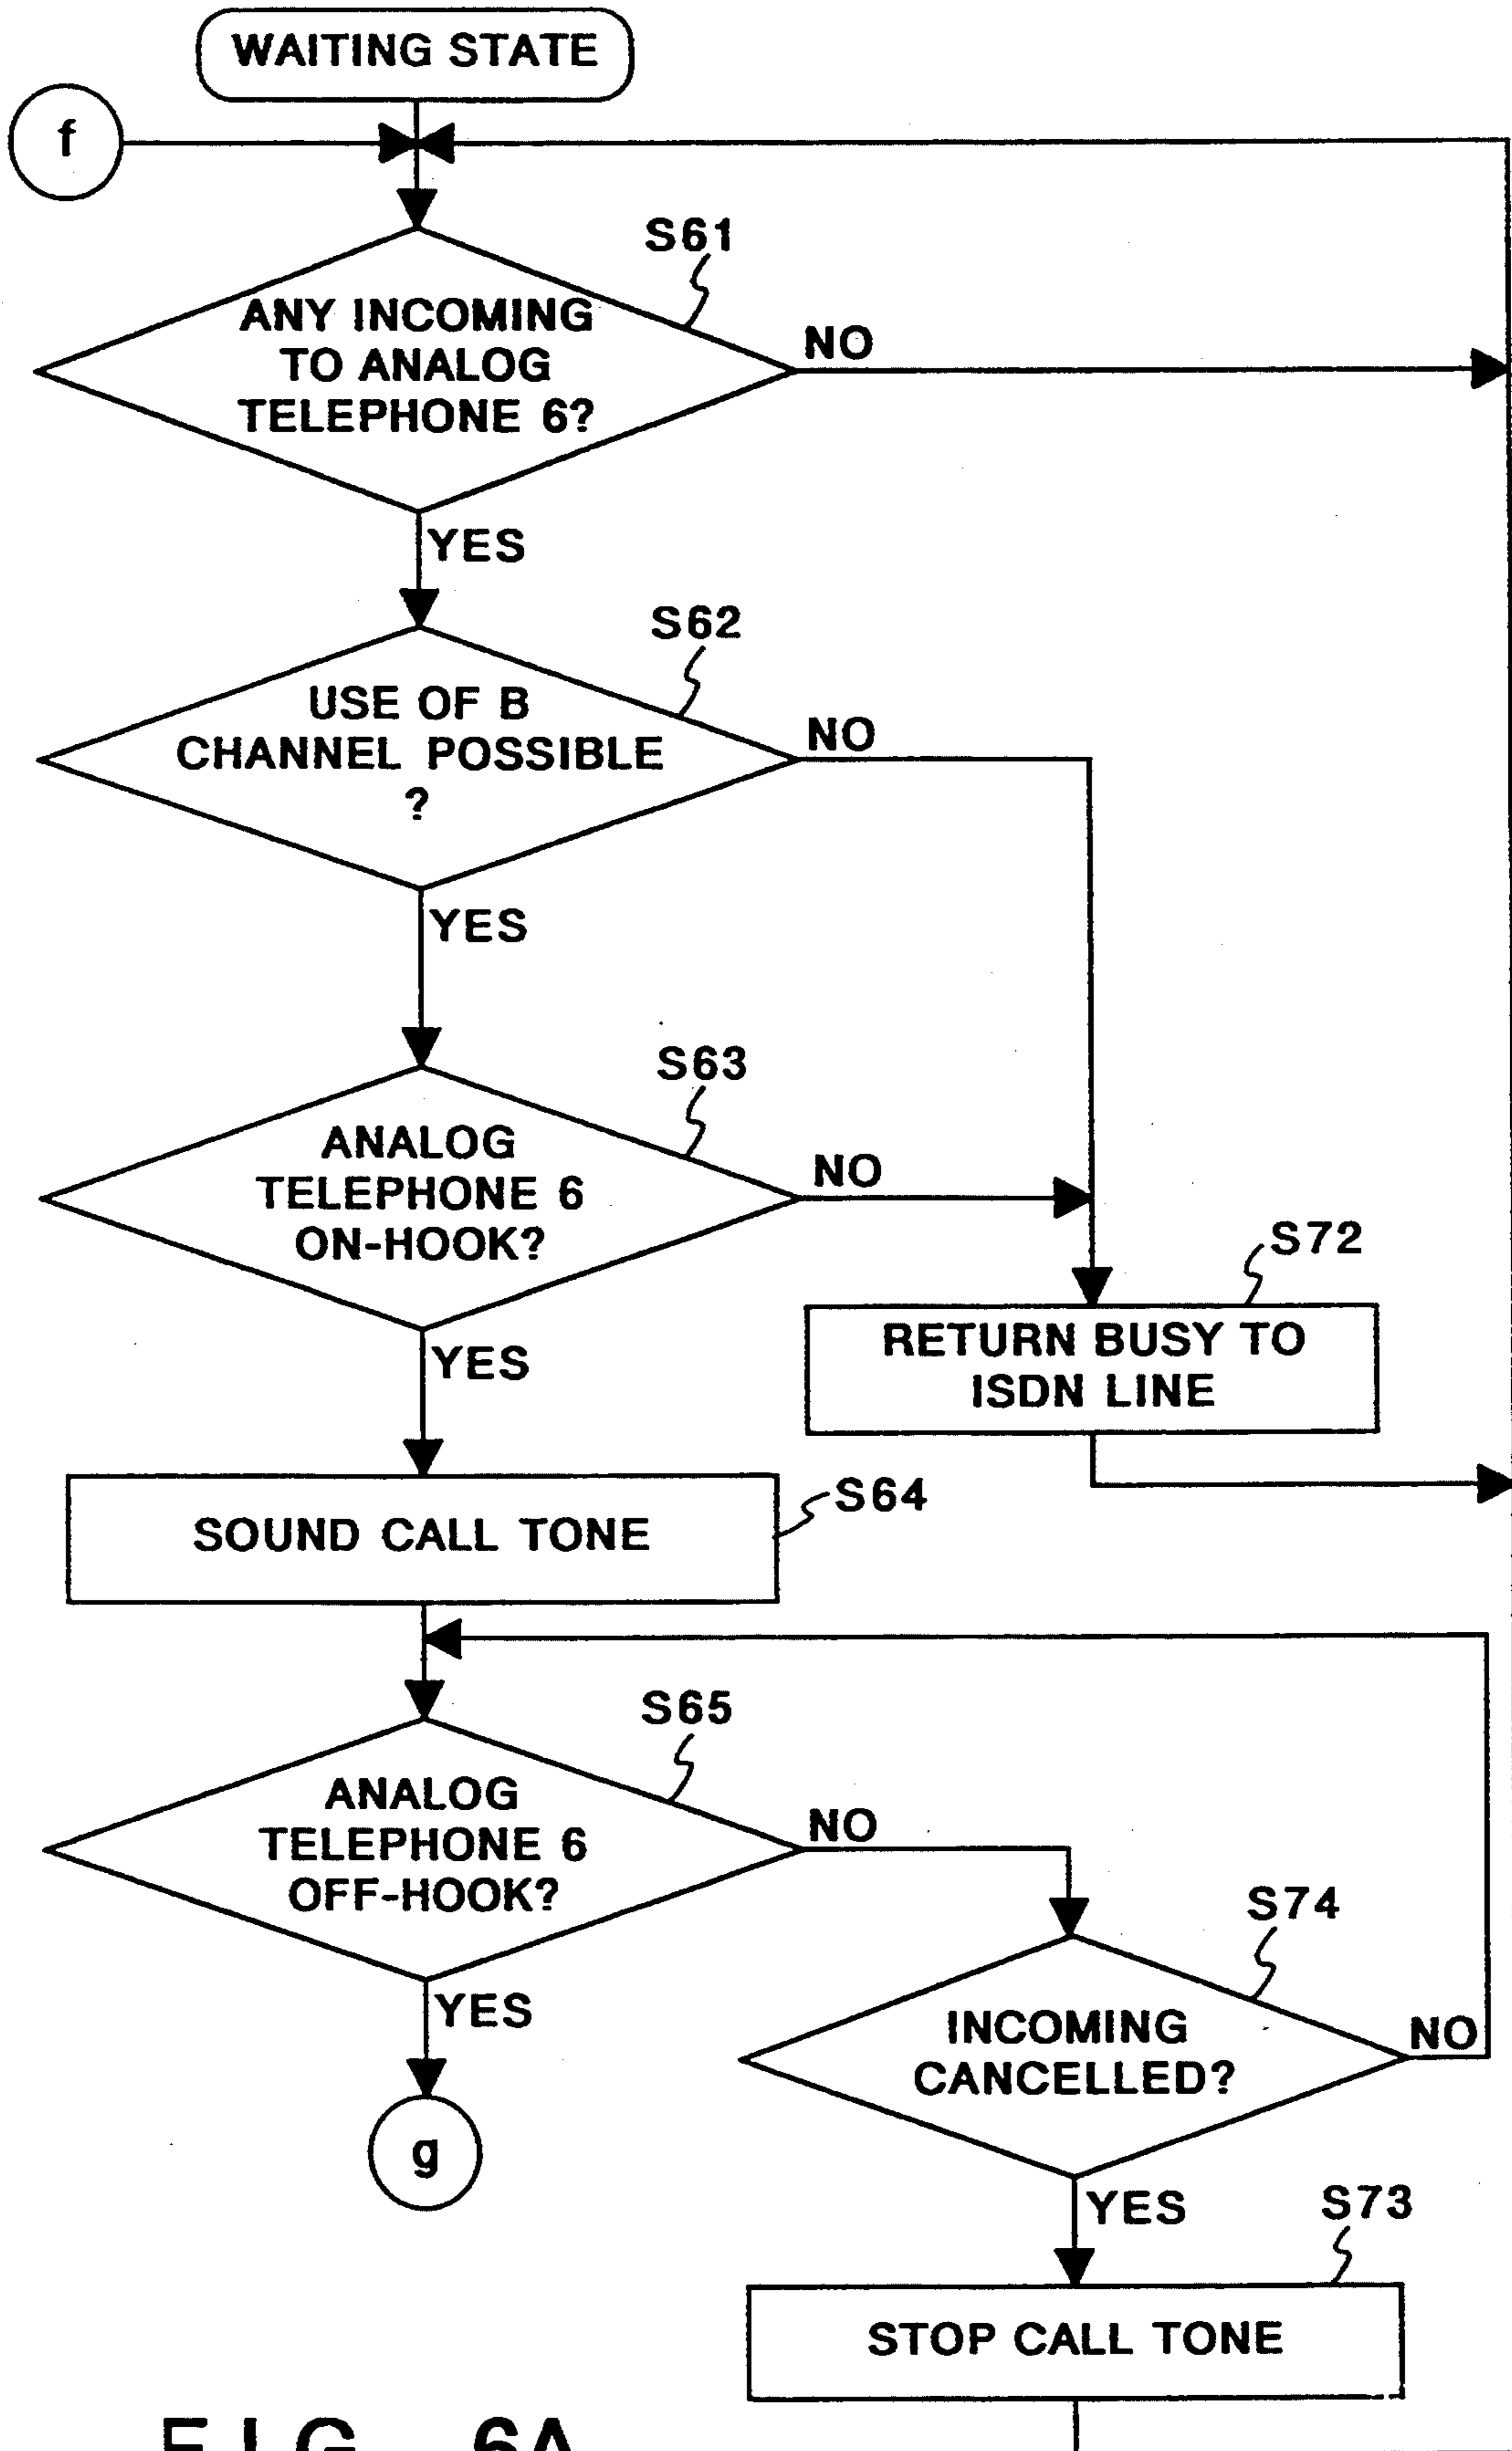 WAITING STATE
f
S61
ANY INCOMING
TO ANALOG
TELEPHONE 6?
NO
YES
S62
USE OF B
CHANNEL POSSIBLE
?
NO
YES
S63
ANALOG
TELEPHONE 6
ON-HOOK?
NO
YES
S72
RETURN BUSY TO
ISDN LINE
S64
SOUND CALL TONE
S65
ANALOG
TELEPHONE 6
OFF-HOOK?
NO
YES
g
S74
INCOMING
CANCELLED?
NO
YES
S73
STOP CALL TONE
FIG. 6A